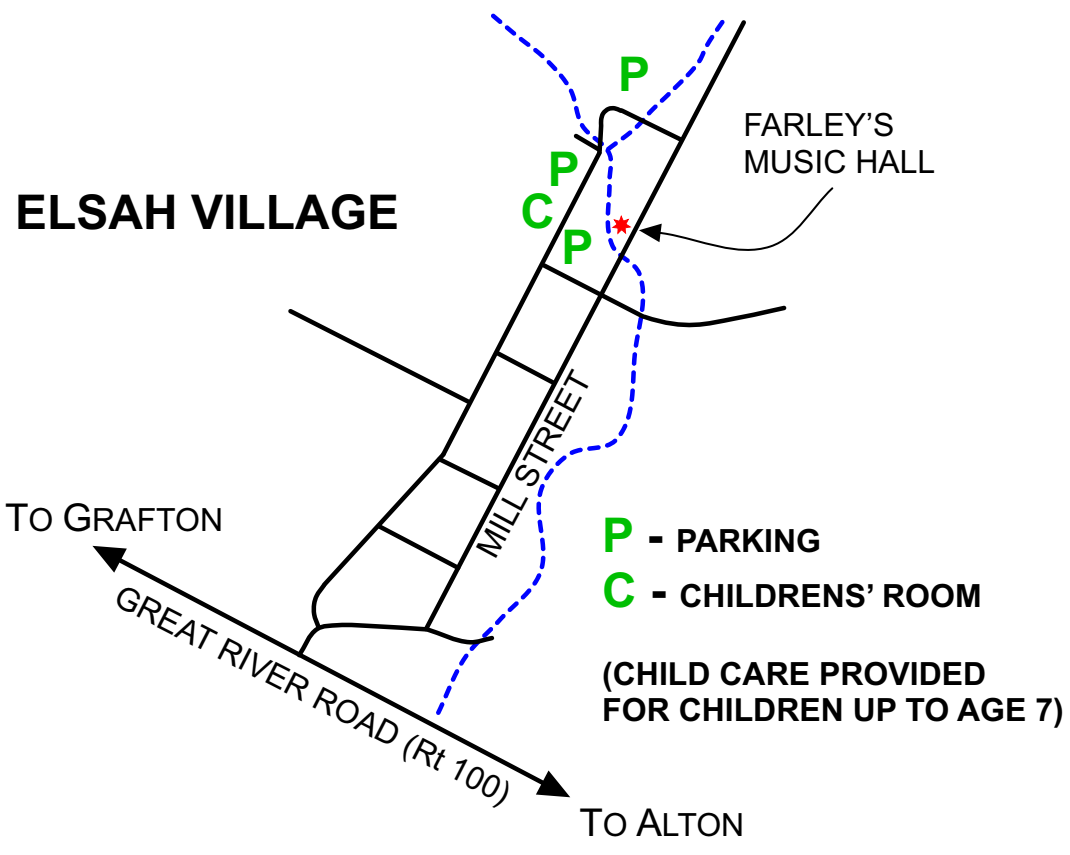 P
FARLEY'S
MUSIC HALL
P
C
ELSAH VILLAGE
P
MILL STREET
TO GRAFTON
P - PARKING
C - CHILDRENS' ROOM
GREAT RIVER ROAD (Rt 100)
(CHILD CARE PROVIDED
FOR CHILDREN UP TO AGE 7)
TO ALTON